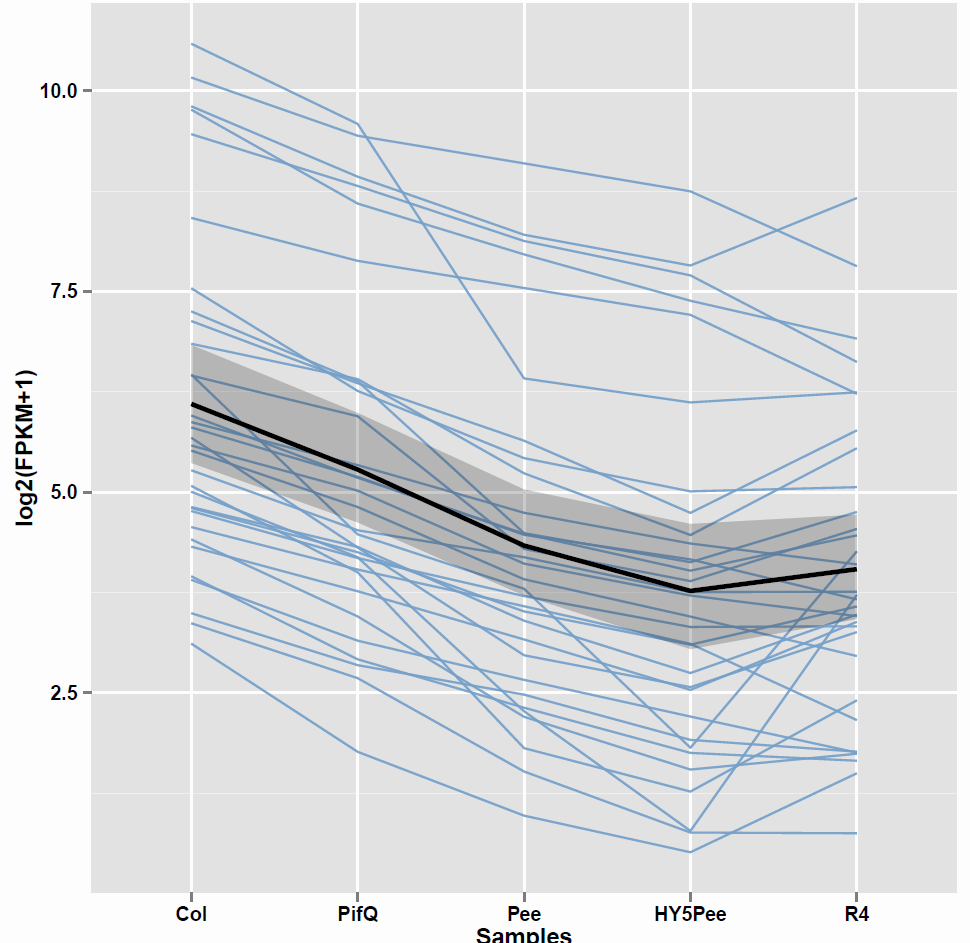 log2(FPKM+1)
10.0
7.5
5.0
2.5
Col PifQ Pee HY5Pee R4
Samples